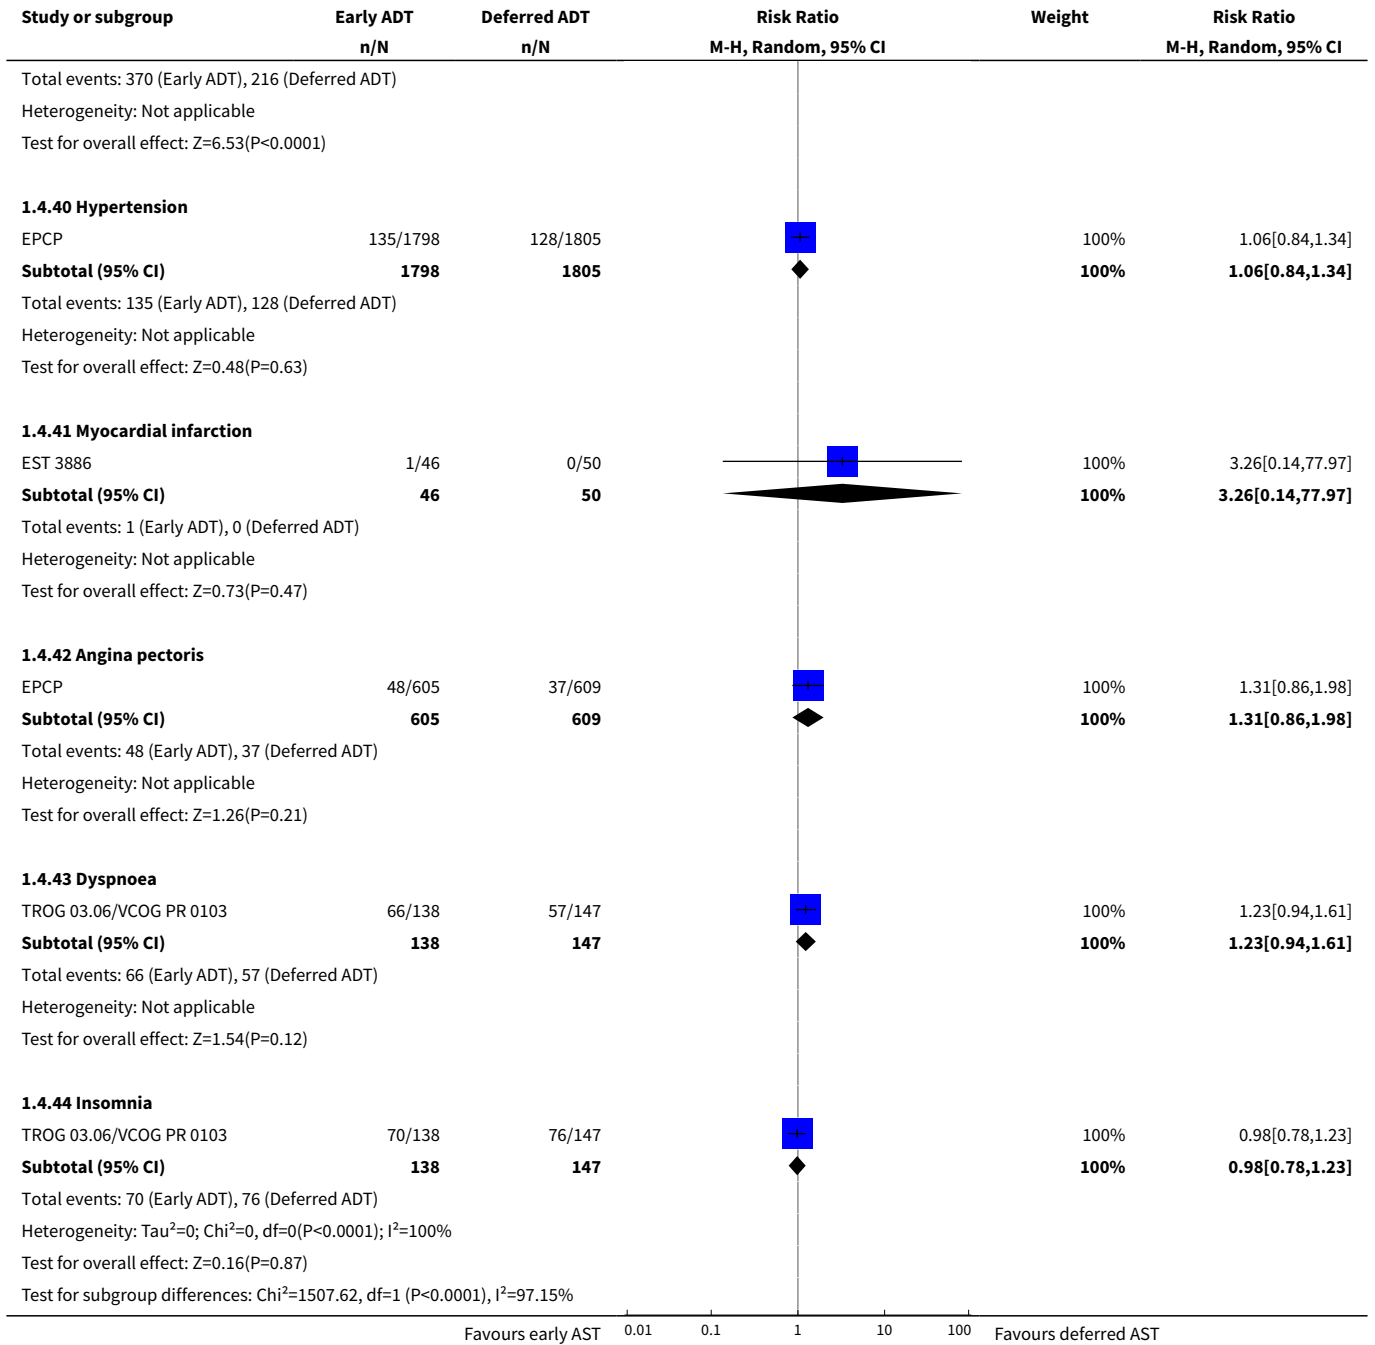 Study or subgroup Early ADT Deferred ADT Risk Ratio Weight Risk Ratio
n/N n/N M-H, Random, 95% CI M-H, Random, 95% CI
Total events: 370 (Early ADT), 216 (Deferred ADT)
Heterogeneity: Not applicable
Test for overall effect: Z=6.53(P<0.0001)
1.4.40 Hypertension
EPCP 135/1798 128/1805 100% 1.06[0.84,1.34]
Subtotal (95% CI) 1798 1805 100% 1.06[0.84,1.34]
Total events: 135 (Early ADT), 128 (Deferred ADT)
Heterogeneity: Not applicable
Test for overall effect: Z=0.48(P=0.63)
1.4.41 Myocardial infarction
EST 3886 1/46 0/50 100% 3.26[0.14,77.97]
Subtotal (95% CI) 46 50 100% 3.26[0.14,77.97]
Total events: 1 (Early ADT), 0 (Deferred ADT)
Heterogeneity: Not applicable
Test for overall effect: Z=0.73(P=0.47)
1.4.42 Angina pectoris
EPCP 48/605 37/609 100% 1.31[0.86,1.98]
Subtotal (95% CI) 605 609 100% 1.31[0.86,1.98]
Total events: 48 (Early ADT), 37 (Deferred ADT)
Heterogeneity: Not applicable
Test for overall effect: Z=1.26(P=0.21)
1.4.43 Dyspnoea
TROG 03.06/VCOG PR 0103 66/138 57/147 100% 1.23[0.94,1.61]
Subtotal (95% CI) 138 147 100% 1.23[0.94,1.61]
Total events: 66 (Early ADT), 57 (Deferred ADT)
Heterogeneity: Not applicable
Test for overall effect: Z=1.54(P=0.12)
1.4.44 Insomnia
TROG 03.06/VCOG PR 0103 70/138 76/147 100% 0.98[0.78,1.23]
Subtotal (95% CI) 138 147 100% 0.98[0.78,1.23]
Total events: 70 (Early ADT), 76 (Deferred ADT)
Heterogeneity: Tau²=0; Chi²=0, df=0(P<0.0001); I²=100%
Test for overall effect: Z=0.16(P=0.87)
Test for subgroup differences: Chi²=1507.62, df=1 (P<0.0001), I²=97.15%
Favours early AST 0.01 0.1 1 10 100 Favours deferred AST